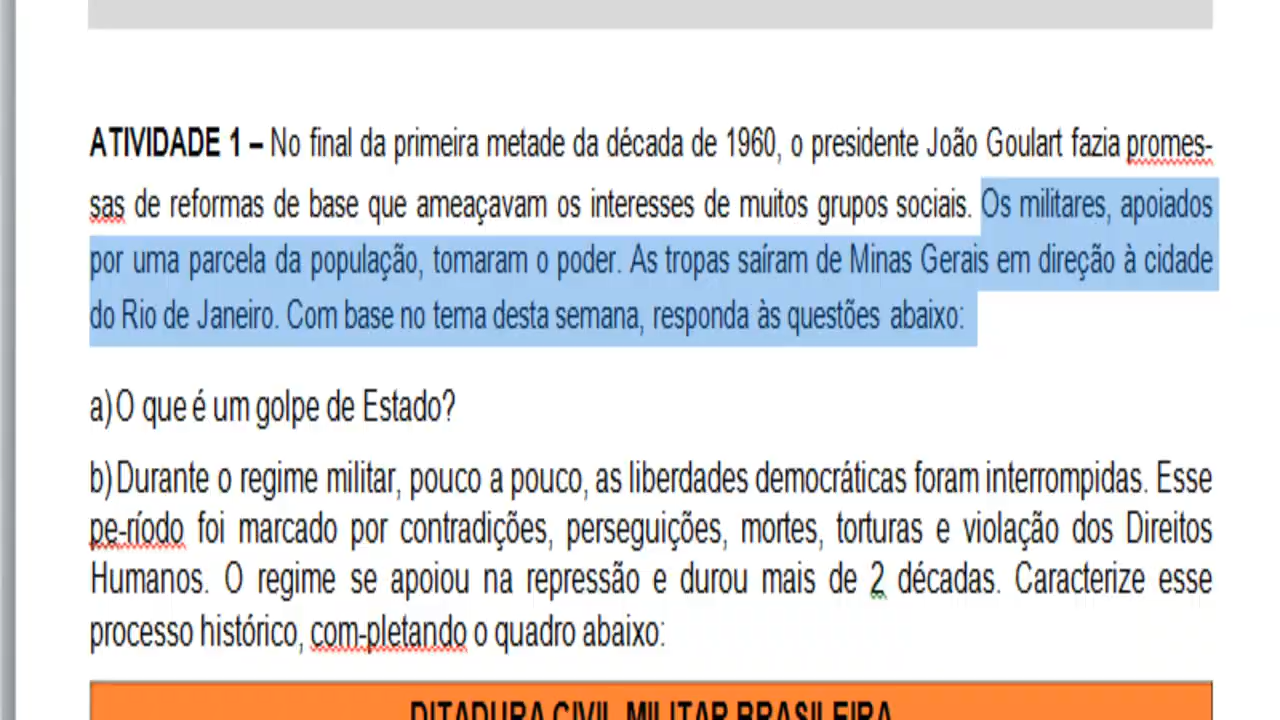 ATIVIDADE 1 – No final da primeira metade da década de 1960, o presidente João Goulart fazia promes-
sas de reformas de base que ameaçavam os interesses de muitos grupos sociais. Os militares, apoiados
por uma parcela da população, tomaram o poder. As tropas saíram de Minas Gerais em direção à cidade
do Rio de Janeiro. Com base no tema desta semana, responda às questões abaixo:
a) O que é um golpe de Estado?
b) Durante o regime militar, pouco a pouco, as liberdades democráticas foram interrompidas. Esse
pe-ríodo foi marcado por contradições, perseguições, mortes, torturas e violação dos Direitos
Humanos. O regime se apoiou na repressão e durou mais de 2 décadas. Caracterize esse
processo histórico, com-pletando o quadro abaixo:
DITADURA CIVIL MILITAR BRASILEIRA